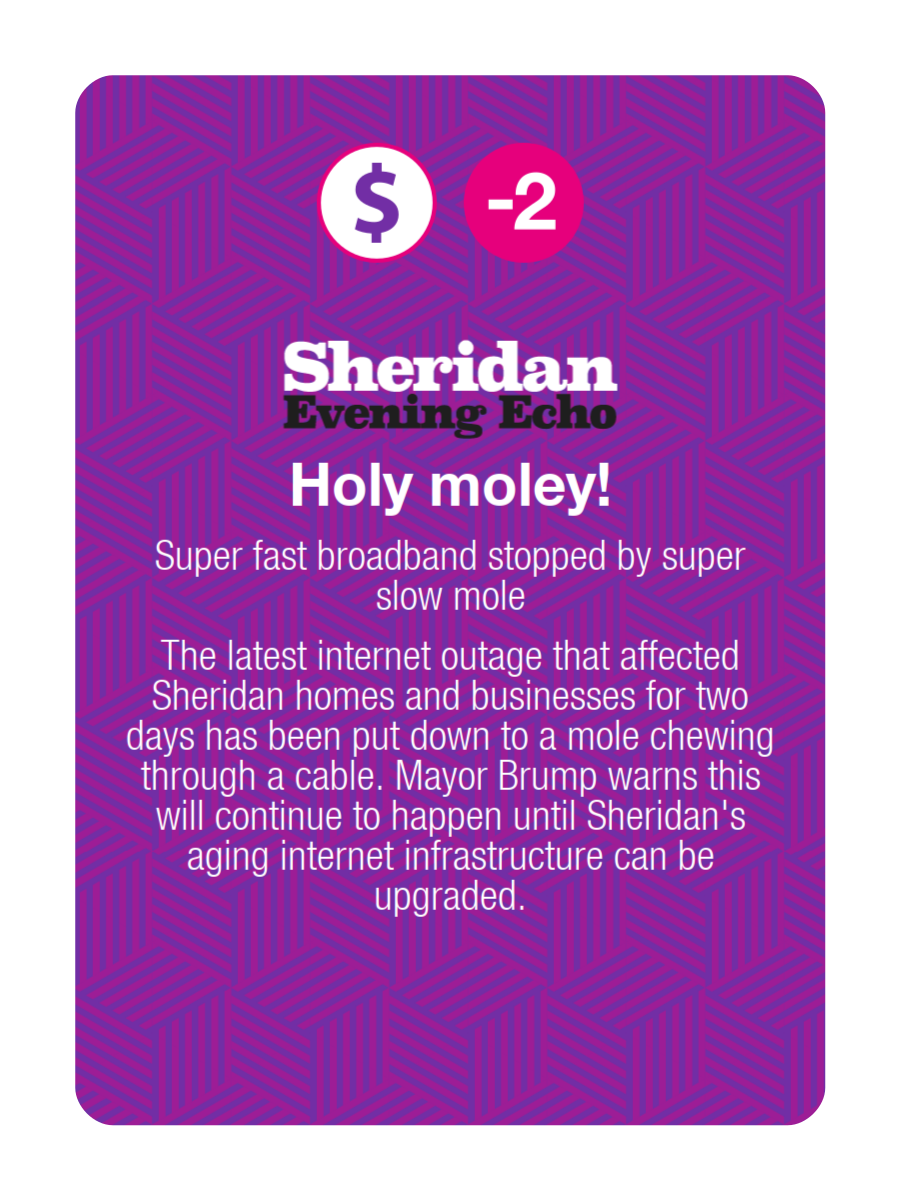 $ -2
Sheridan
Evening Echo
Holy moley!
Super fast broadband stopped by super
slow mole
The latest internet outage that affected
Sheridan homes and businesses for two
days has been put down to a mole chewing
through a cable. Mayor Brump warns this
will continue to happen until Sheridan's
aging internet infrastructure can be
upgraded.